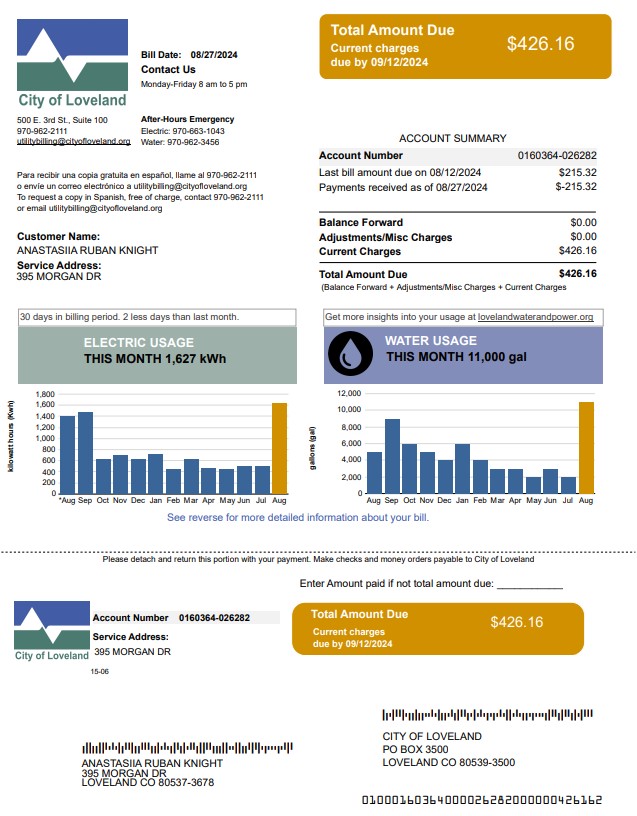 City of Loveland
500 E. 3rd St., Suite 100
970-962-2111
utilitybilling@cityofloveland.org
Bill Date: 08/27/2024
Contact Us
Monday-Friday 8 am to 5 pm
After-Hours Emergency
Electric: 970-663-1043
Water: 970-962-3456
Total Amount Due
Current charges
due by 09/12/2024
$426.16
Para recibir una copia gratuita en español, llame al 970-962-2111
o envíe un correo electrónico a utilitybilling@cityofloveland.org
To request a copy in Spanish, free of charge, contact 970-962-2111
or email utilitybilling@cityofloveland.org
Customer Name:
ANASTASIIA RUBAN KNIGHT
Service Address:
395 MORGAN DR
ACCOUNT SUMMARY
Account Number 0160364-026282
Last bill amount due on 08/12/2024 $215.32
Payments received as of 08/27/2024 $-215.32
Balance Forward $0.00
Adjustments/Misc Charges $0.00
Current Charges $426.16
Total Amount Due $426.16
(Balance Forward + Adjustments/Misc Charges + Current Charges
30 days in billing period. 2 less days than last month.
ELECTRIC USAGE
THIS MONTH 1,627 kWh
kilowatt hours (Kwh)
1,800
1,600
1,400
1,200
1,000
800
600
400
200
0
*Aug Sep Oct Nov Dec Jan Feb Mar Apr May Jun Jul Aug
Get more insights into your usage at lovelandwaterandpower.org
WATER USAGE
THIS MONTH 11,000 gal
gallons (gal)
12,000
10,000
8,000
6,000
4,000
2,000
0
Aug Sep Oct Nov Dec Jan Feb Mar Apr May Jun Jul Aug
See reverse for more detailed information about your bill.
Please detach and return this portion with your payment. Make checks and money orders payable to City of Loveland
Enter Amount paid if not total amount due: ____________
City of Loveland
Account Number 0160364-026282
Service Address:
395 MORGAN DR
15-06
Total Amount Due
Current charges
due by 09/12/2024
$426.16
ANASTASIIA RUBAN KNIGHT
395 MORGAN DR
LOVELAND CO 80537-3678
CITY OF LOVELAND
PO BOX 3500
LOVELAND CO 80539-3500
010001603640000262820000000426162